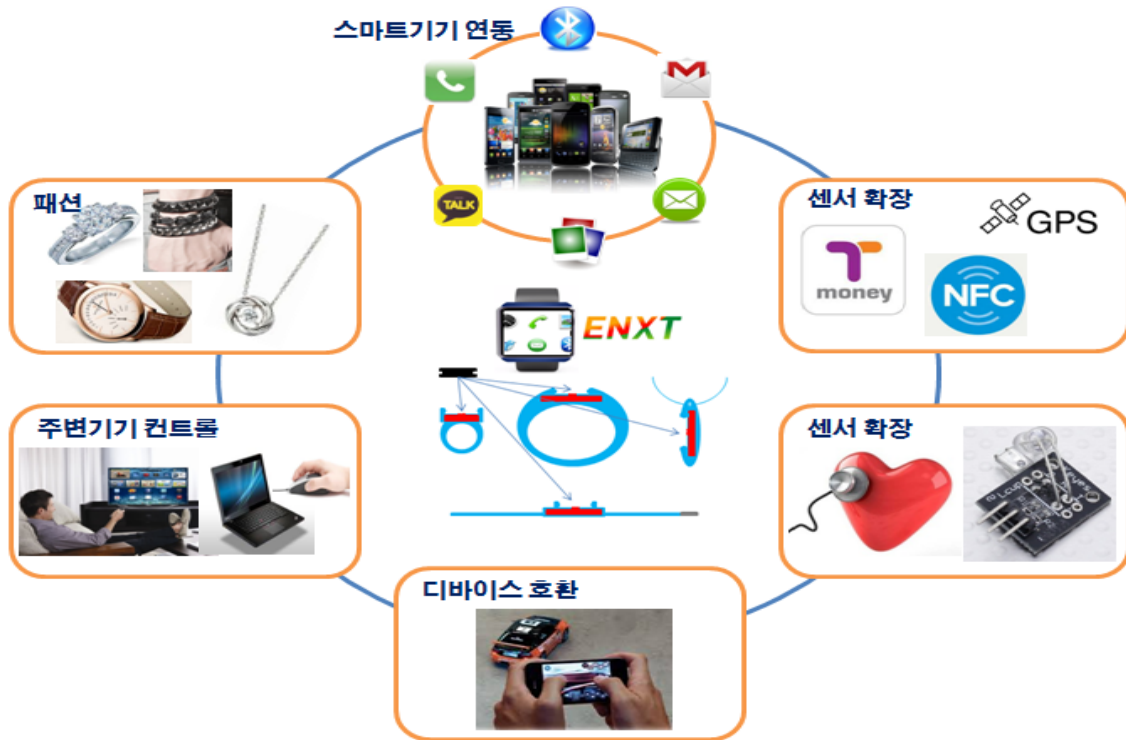 스마트기기 연동
TALK
패션
센서 확장
GPS
T
money
NFC
ENXT
주변기기 컨트롤
센서 확장
디바이스 호환